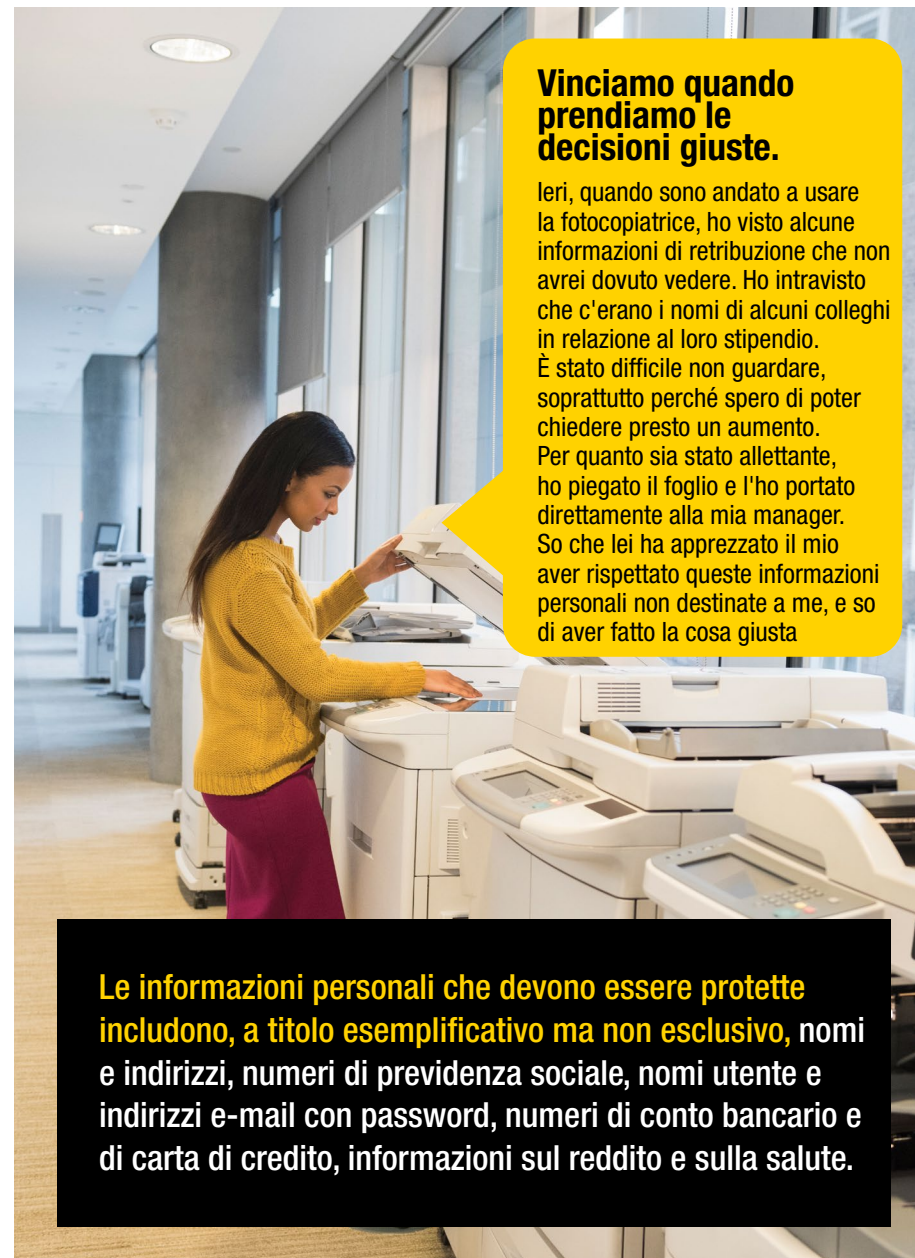 Vinciamo quando
prendiamo le
decisioni giuste.
Ieri, quando sono andato a usare
la fotocopiatrice, ho visto alcune
informazioni di retribuzione che non
avrei dovuto vedere. Ho intravisto
che c'erano i nomi di alcuni colleghi
in relazione al loro stipendio.
È stato difficile non guardare,
soprattutto perché spero di poter
chiedere presto un aumento.
Per quanto sia stato allettante,
ho piegato il foglio e l'ho portato
direttamente alla mia manager.
So che lei ha apprezzato il mio
aver rispettato queste informazioni
personali non destinate a me, e so
di aver fatto la cosa giusta
Le informazioni personali che devono essere protette
includono, a titolo esemplificativo ma non esclusivo, nomi
e indirizzi, numeri di previdenza sociale, nomi utente e
indirizzi e-mail con password, numeri di conto bancario e
di carta di credito, informazioni sul reddito e sulla salute.